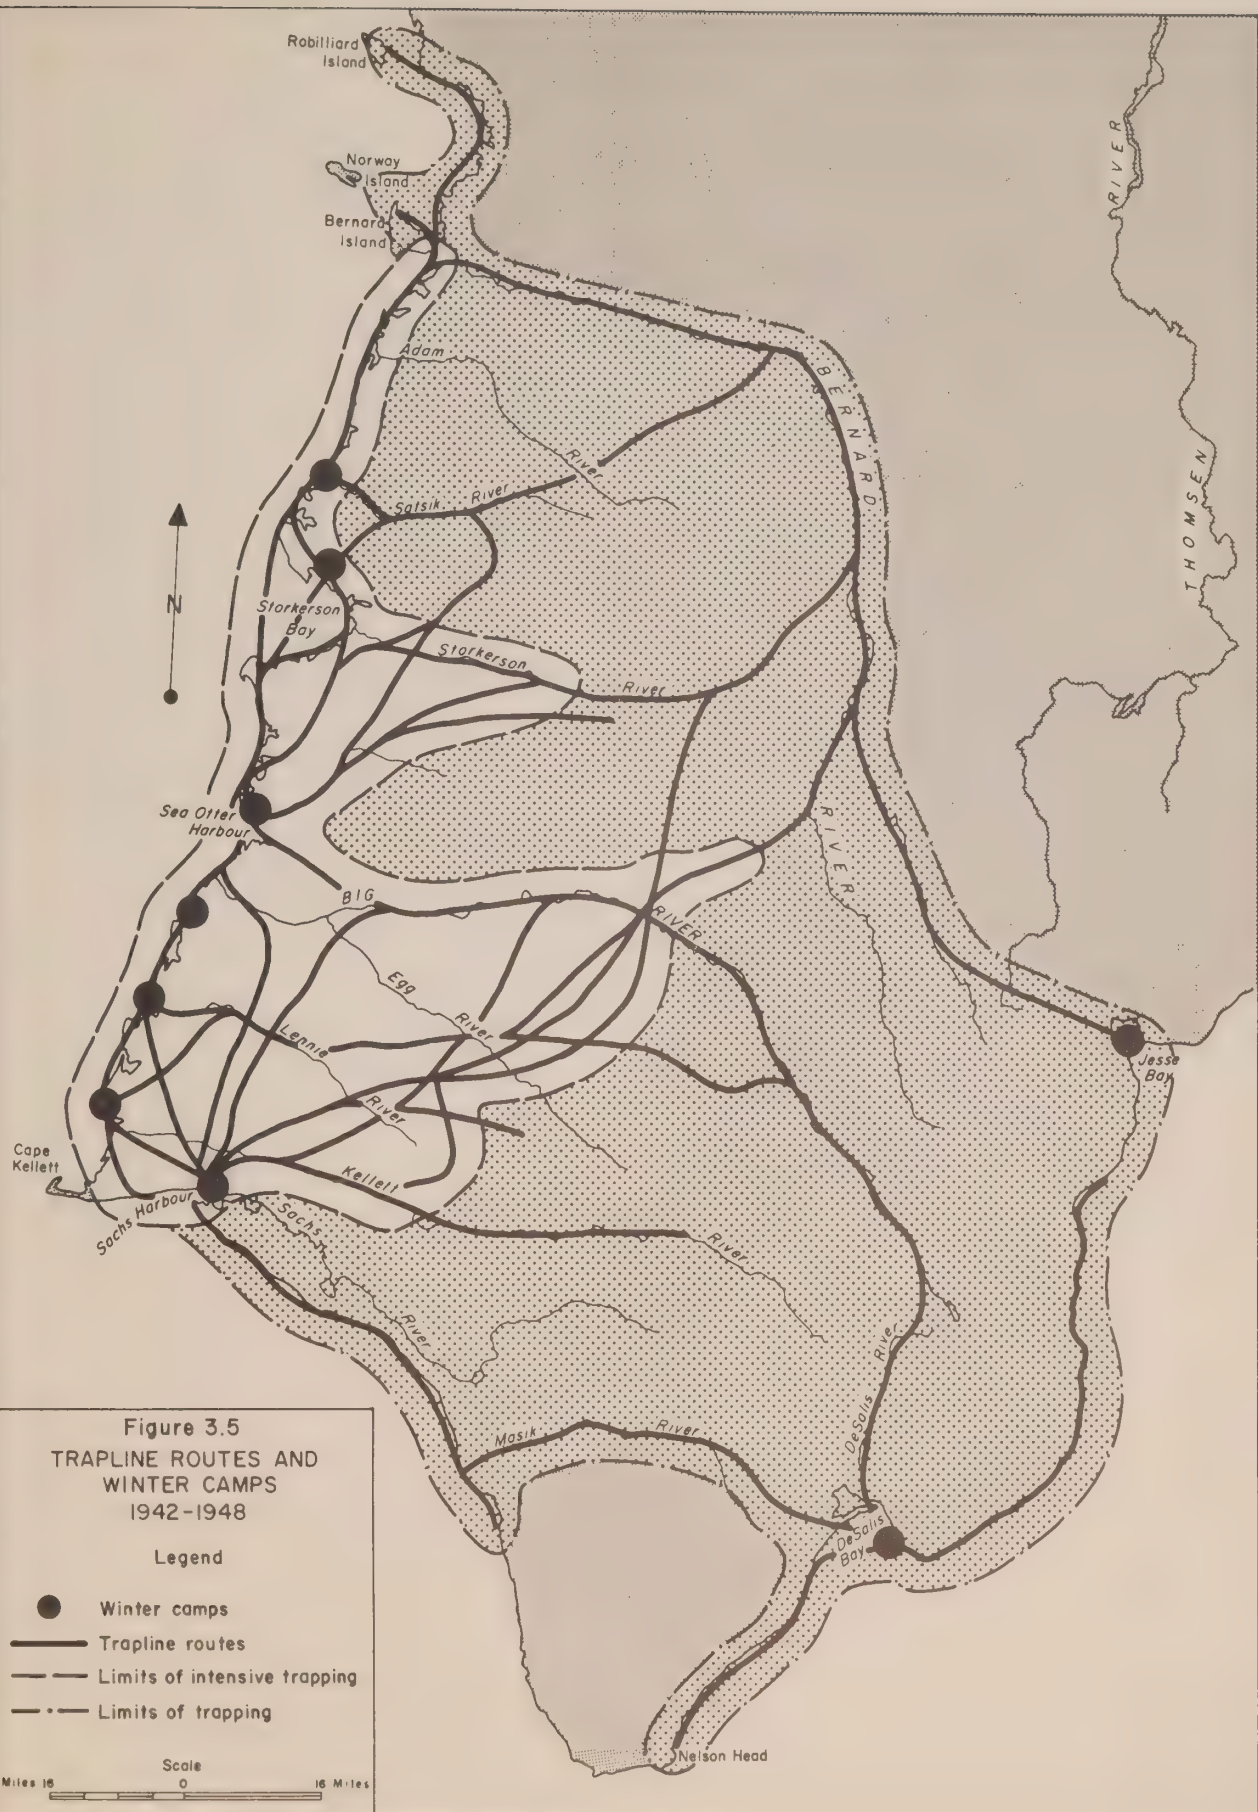 Robilliard
Island
Norway
Island
Bernard
Island
RIVER
Adam
River
BERNARD
Satsik River
THOMSEN
N
Storkerson
Bay
Storkerson
River
Sea Otter
Harbour
RIVER
BIG
RIVER
Egg
River
Lennie
River
Jesse
Bay
Cape
Kellett
Kellett
River
Sachs Harbour
Sachs
River
DeSalis River
Masik River
DeSalis
Bay
Nelson Head
Figure 3.5
TRAPLINE ROUTES AND
WINTER CAMPS
1942-1948
Legend
Winter camps
Trapline routes
Limits of intensive trapping
Limits of trapping
Scale
Miles 16 0 16 Miles